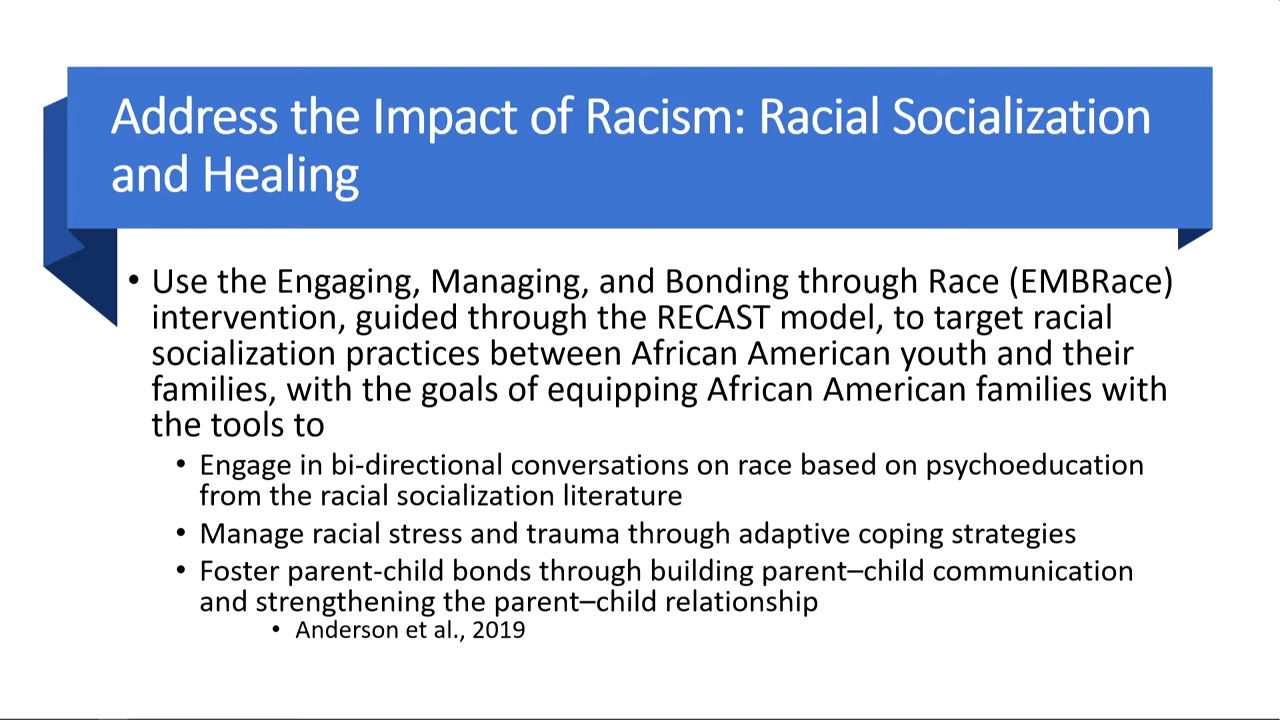 Address the Impact of Racism: Racial Socialization
and Healing
• Use the Engaging, Managing, and Bonding through Race (EMBRace)
intervention, guided through the RECAST model, to target racial
socialization practices between African American youth and their
families, with the goals of equipping African American families with
the tools to
• Engage in bi-directional conversations on race based on psychoeducation
from the racial socialization literature
• Manage racial stress and trauma through adaptive coping strategies
• Foster parent-child bonds through building parent–child communication
and strengthening the parent–child relationship
• Anderson et al., 2019